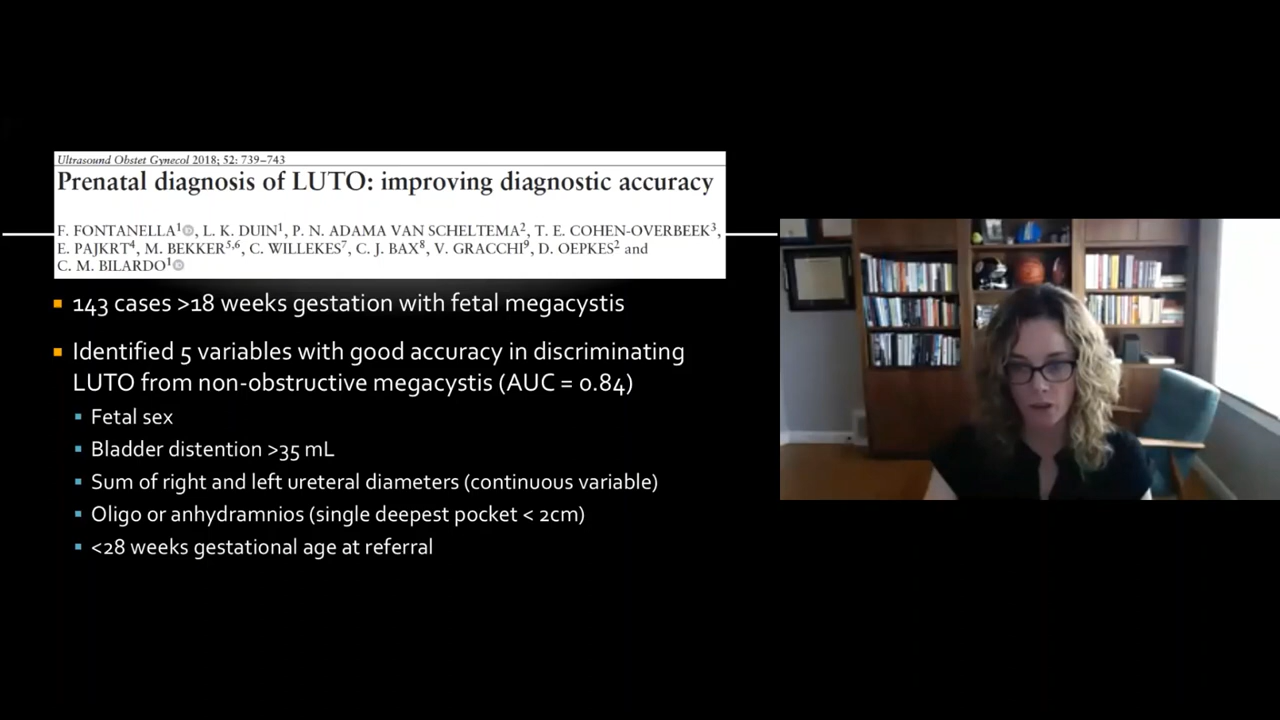 Ultrasound Obstet Gynecol 2018; 52: 739–743
Prenatal diagnosis of LUTO: improving diagnostic accuracy
F. FONTANELLA1, L. K. DUIN1, P. N. ADAMA VAN SCHELTEMA2, T. E. COHEN-OVERBEEK3,
E. PAJKRT4, M. BEKKER5,6, C. WILLEKES7, C. J. BAX8, V. GRACCHI9, D. OEPKES2 and
C. M. BILARDO1
143 cases >18 weeks gestation with fetal megacystis
Identified 5 variables with good accuracy in discriminating
LUTO from non-obstructive megacystis (AUC = 0.84)
Fetal sex
Bladder distention >35 mL
Sum of right and left ureteral diameters (continuous variable)
Oligo or anhydramnios (single deepest pocket < 2cm)
<28 weeks gestational age at referral